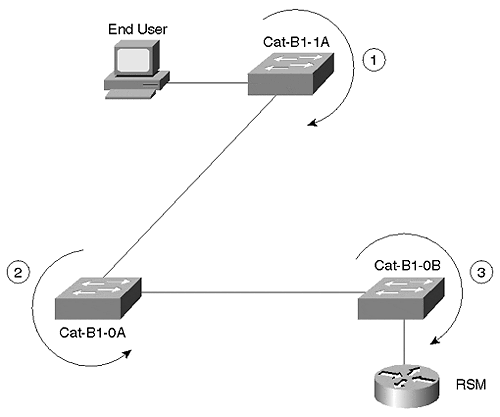 End User
Cat-B1-1A
1
2
Cat-B1-0A
Cat-B1-0B
3
RSM